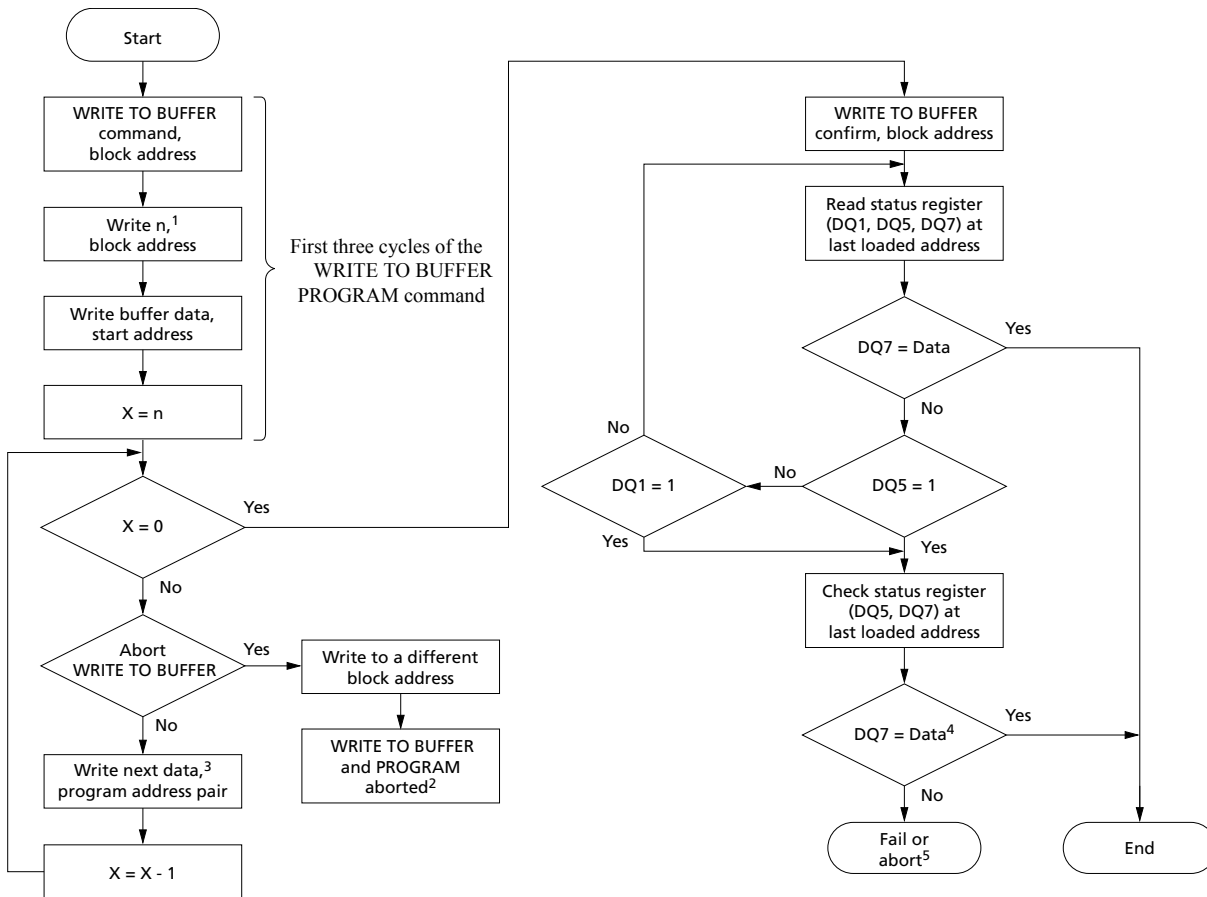 Start
WRITE TO BUFFER
command,
block address
Write n,¹
block address
Write buffer data,
start address
X = n
First three cycles of the
WRITE TO BUFFER
PROGRAM command
X = 0
Yes
No
Abort
WRITE TO BUFFER
Yes
No
Write to a different
block address
WRITE TO BUFFER
and PROGRAM
aborted²
Write next data,³
program address pair
X = X - 1
WRITE TO BUFFER
confirm, block address
Read status register
(DQ1, DQ5, DQ7) at
last loaded address
DQ7 = Data
Yes
No
DQ5 = 1
No
Yes
DQ1 = 1
No
Yes
Check status register
(DQ5, DQ7) at
last loaded address
DQ7 = Data⁴
Yes
No
Fail or
abort⁵
End